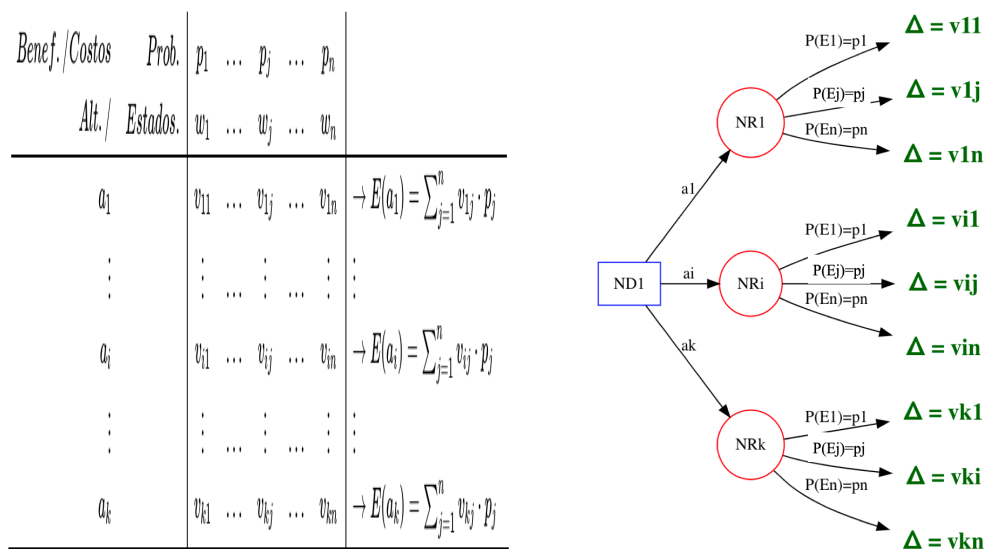 Benef./Costos Prob. p1 … pj … pn
Alt./ Estados. w1 … wj … wn
a1 v11 … v1j … v1n → E(a1) = ∑_{j=1}^{n} v1j · pj
⋮ ⋮ … ⋮ … ⋮ ⋮
ai vi1 … vij … vin → E(ai) = ∑_{j=1}^{n} vij · pj
⋮ ⋮ … ⋮ … ⋮ ⋮
ak vk1 … vkj … vkn → E(ak) = ∑_{j=1}^{n} vkj · pj
ND1
a1
ai
ak
NR1
P(E1)=p1
Δ = v11
P(Ej)=pj
Δ = v1j
P(En)=pn
Δ = v1n
NRi
P(E1)=p1
Δ = vi1
P(Ej)=pj
Δ = vij
P(En)=pn
Δ = vin
NRk
P(E1)=p1
Δ = vk1
P(Ej)=pj
Δ = vki
P(En)=pn
Δ = vkn